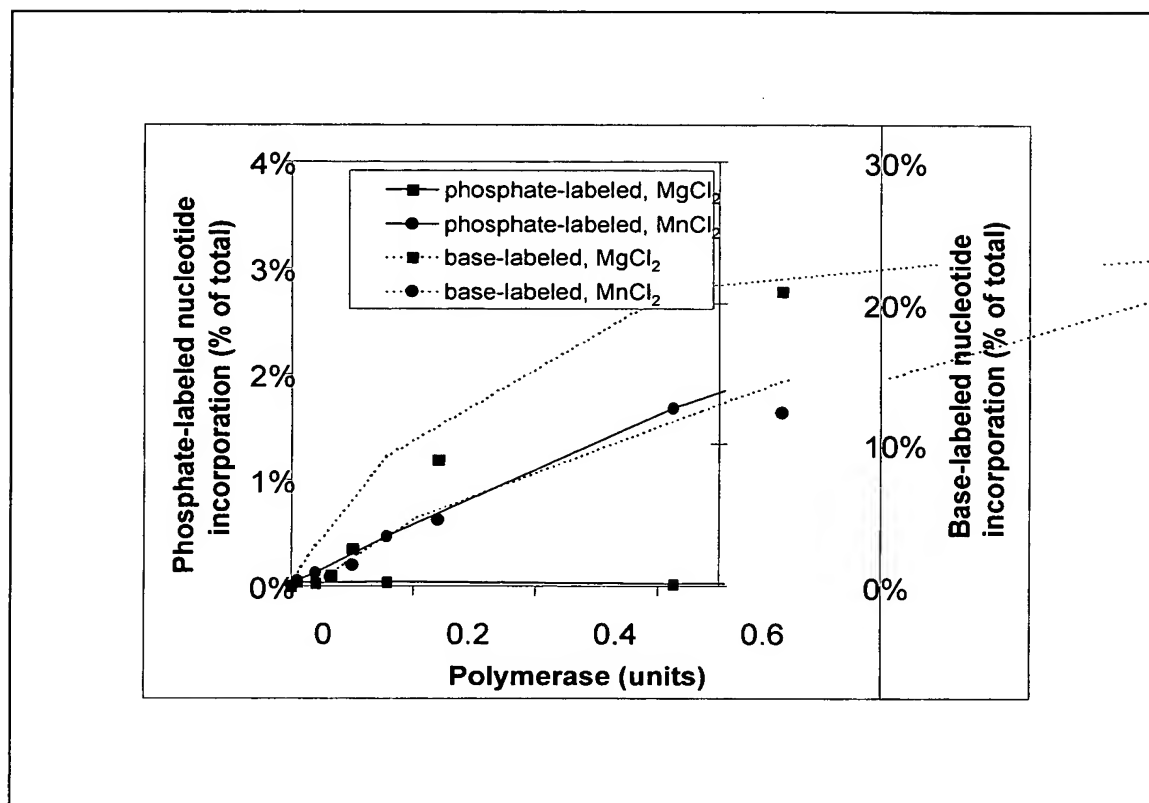 4%
3%
2%
1%
0%
Phosphate-labeled nucleotide
incorporation (% of total)
phosphate-labeled, MgCl₂
phosphate-labeled, MnCl₂
base-labeled, MgCl₂
base-labeled, MnCl₂
30%
20%
10%
0%
Base-labeled nucleotide
incorporation (% of total)
0 0.2 0.4 0.6
Polymerase (units)